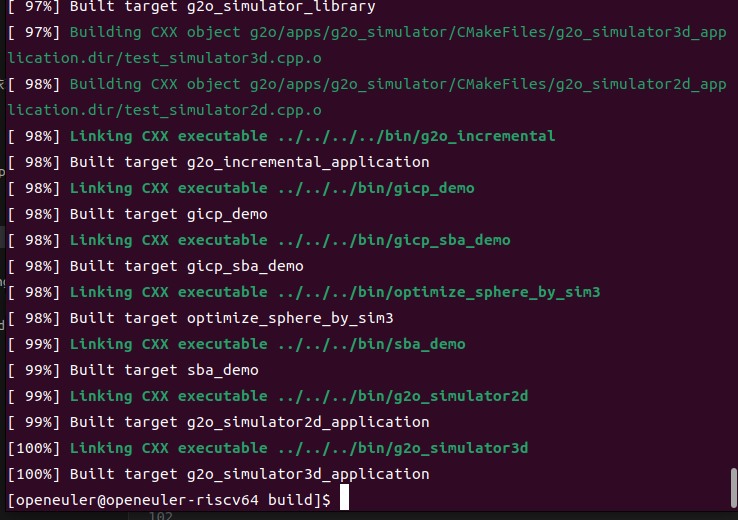 [ 97%] Built target g2o_simulator_library
[ 97%] Building CXX object g2o/apps/g2o_simulator/CMakeFiles/g2o_simulator3d_app
lication.dir/test_simulator3d.cpp.o
[ 98%] Building CXX object g2o/apps/g2o_simulator/CMakeFiles/g2o_simulator2d_app
lication.dir/test_simulator2d.cpp.o
[ 98%] Linking CXX executable ../../../../bin/g2o_incremental
[ 98%] Built target g2o_incremental_application
[ 98%] Linking CXX executable ../../../bin/gicp_demo
[ 98%] Built target gicp_demo
[ 98%] Linking CXX executable ../../../bin/gicp_sba_demo
[ 98%] Built target gicp_sba_demo
[ 98%] Linking CXX executable ../../../bin/optimize_sphere_by_sim3
[ 98%] Built target optimize_sphere_by_sim3
[ 99%] Linking CXX executable ../../../bin/sba_demo
[ 99%] Built target sba_demo
[ 99%] Linking CXX executable ../../../bin/g2o_simulator2d
[ 99%] Built target g2o_simulator2d_application
[100%] Linking CXX executable ../../../bin/g2o_simulator3d
[100%] Built target g2o_simulator3d_application
[openeuler@openeuler-riscv64 build]$
102